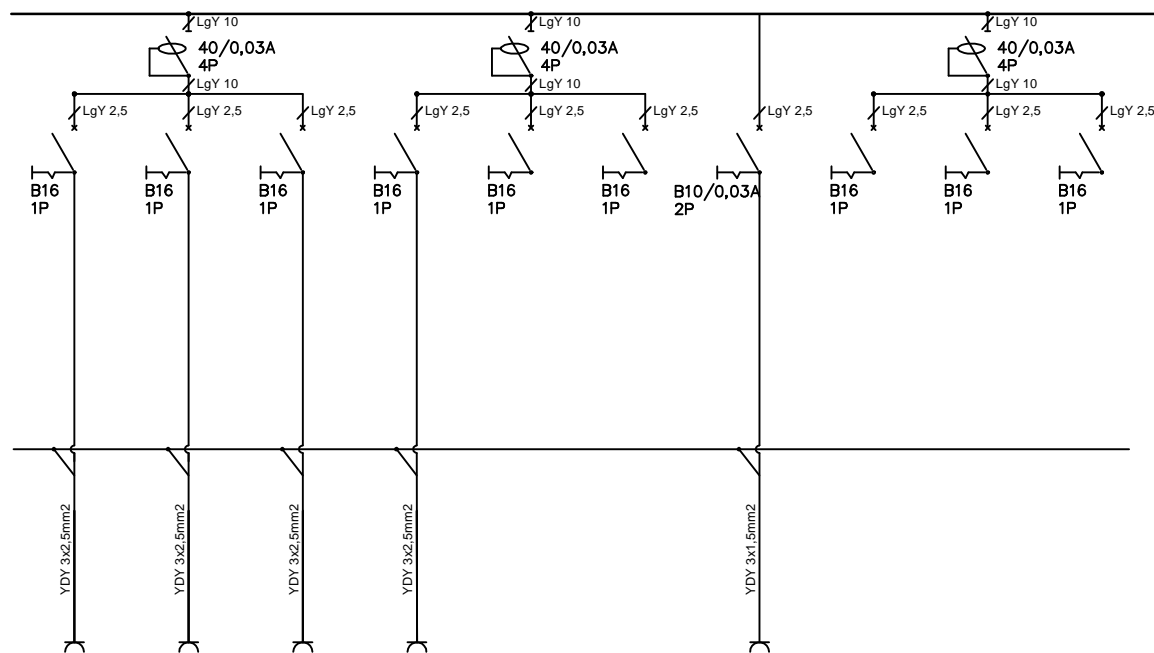 LgY 10
LgY 10
LgY 10
40/0,03A
4P
40/0,03A
4P
40/0,03A
4P
LgY 10
LgY 10
LgY 10
LgY 2,5
LgY 2,5
LgY 2,5
LgY 2,5
LgY 2,5
LgY 2,5
LgY 2,5
LgY 2,5
LgY 2,5
LgY 2,5
B16
1P
B16
1P
B16
1P
B16
1P
B16
1P
B16
1P
B10/0,03A
2P
B16
1P
B16
1P
B16
1P
YDY 3x2,5mm2
YDY 3x2,5mm2
YDY 3x2,5mm2
YDY 3x2,5mm2
YDY 3x1,5mm2